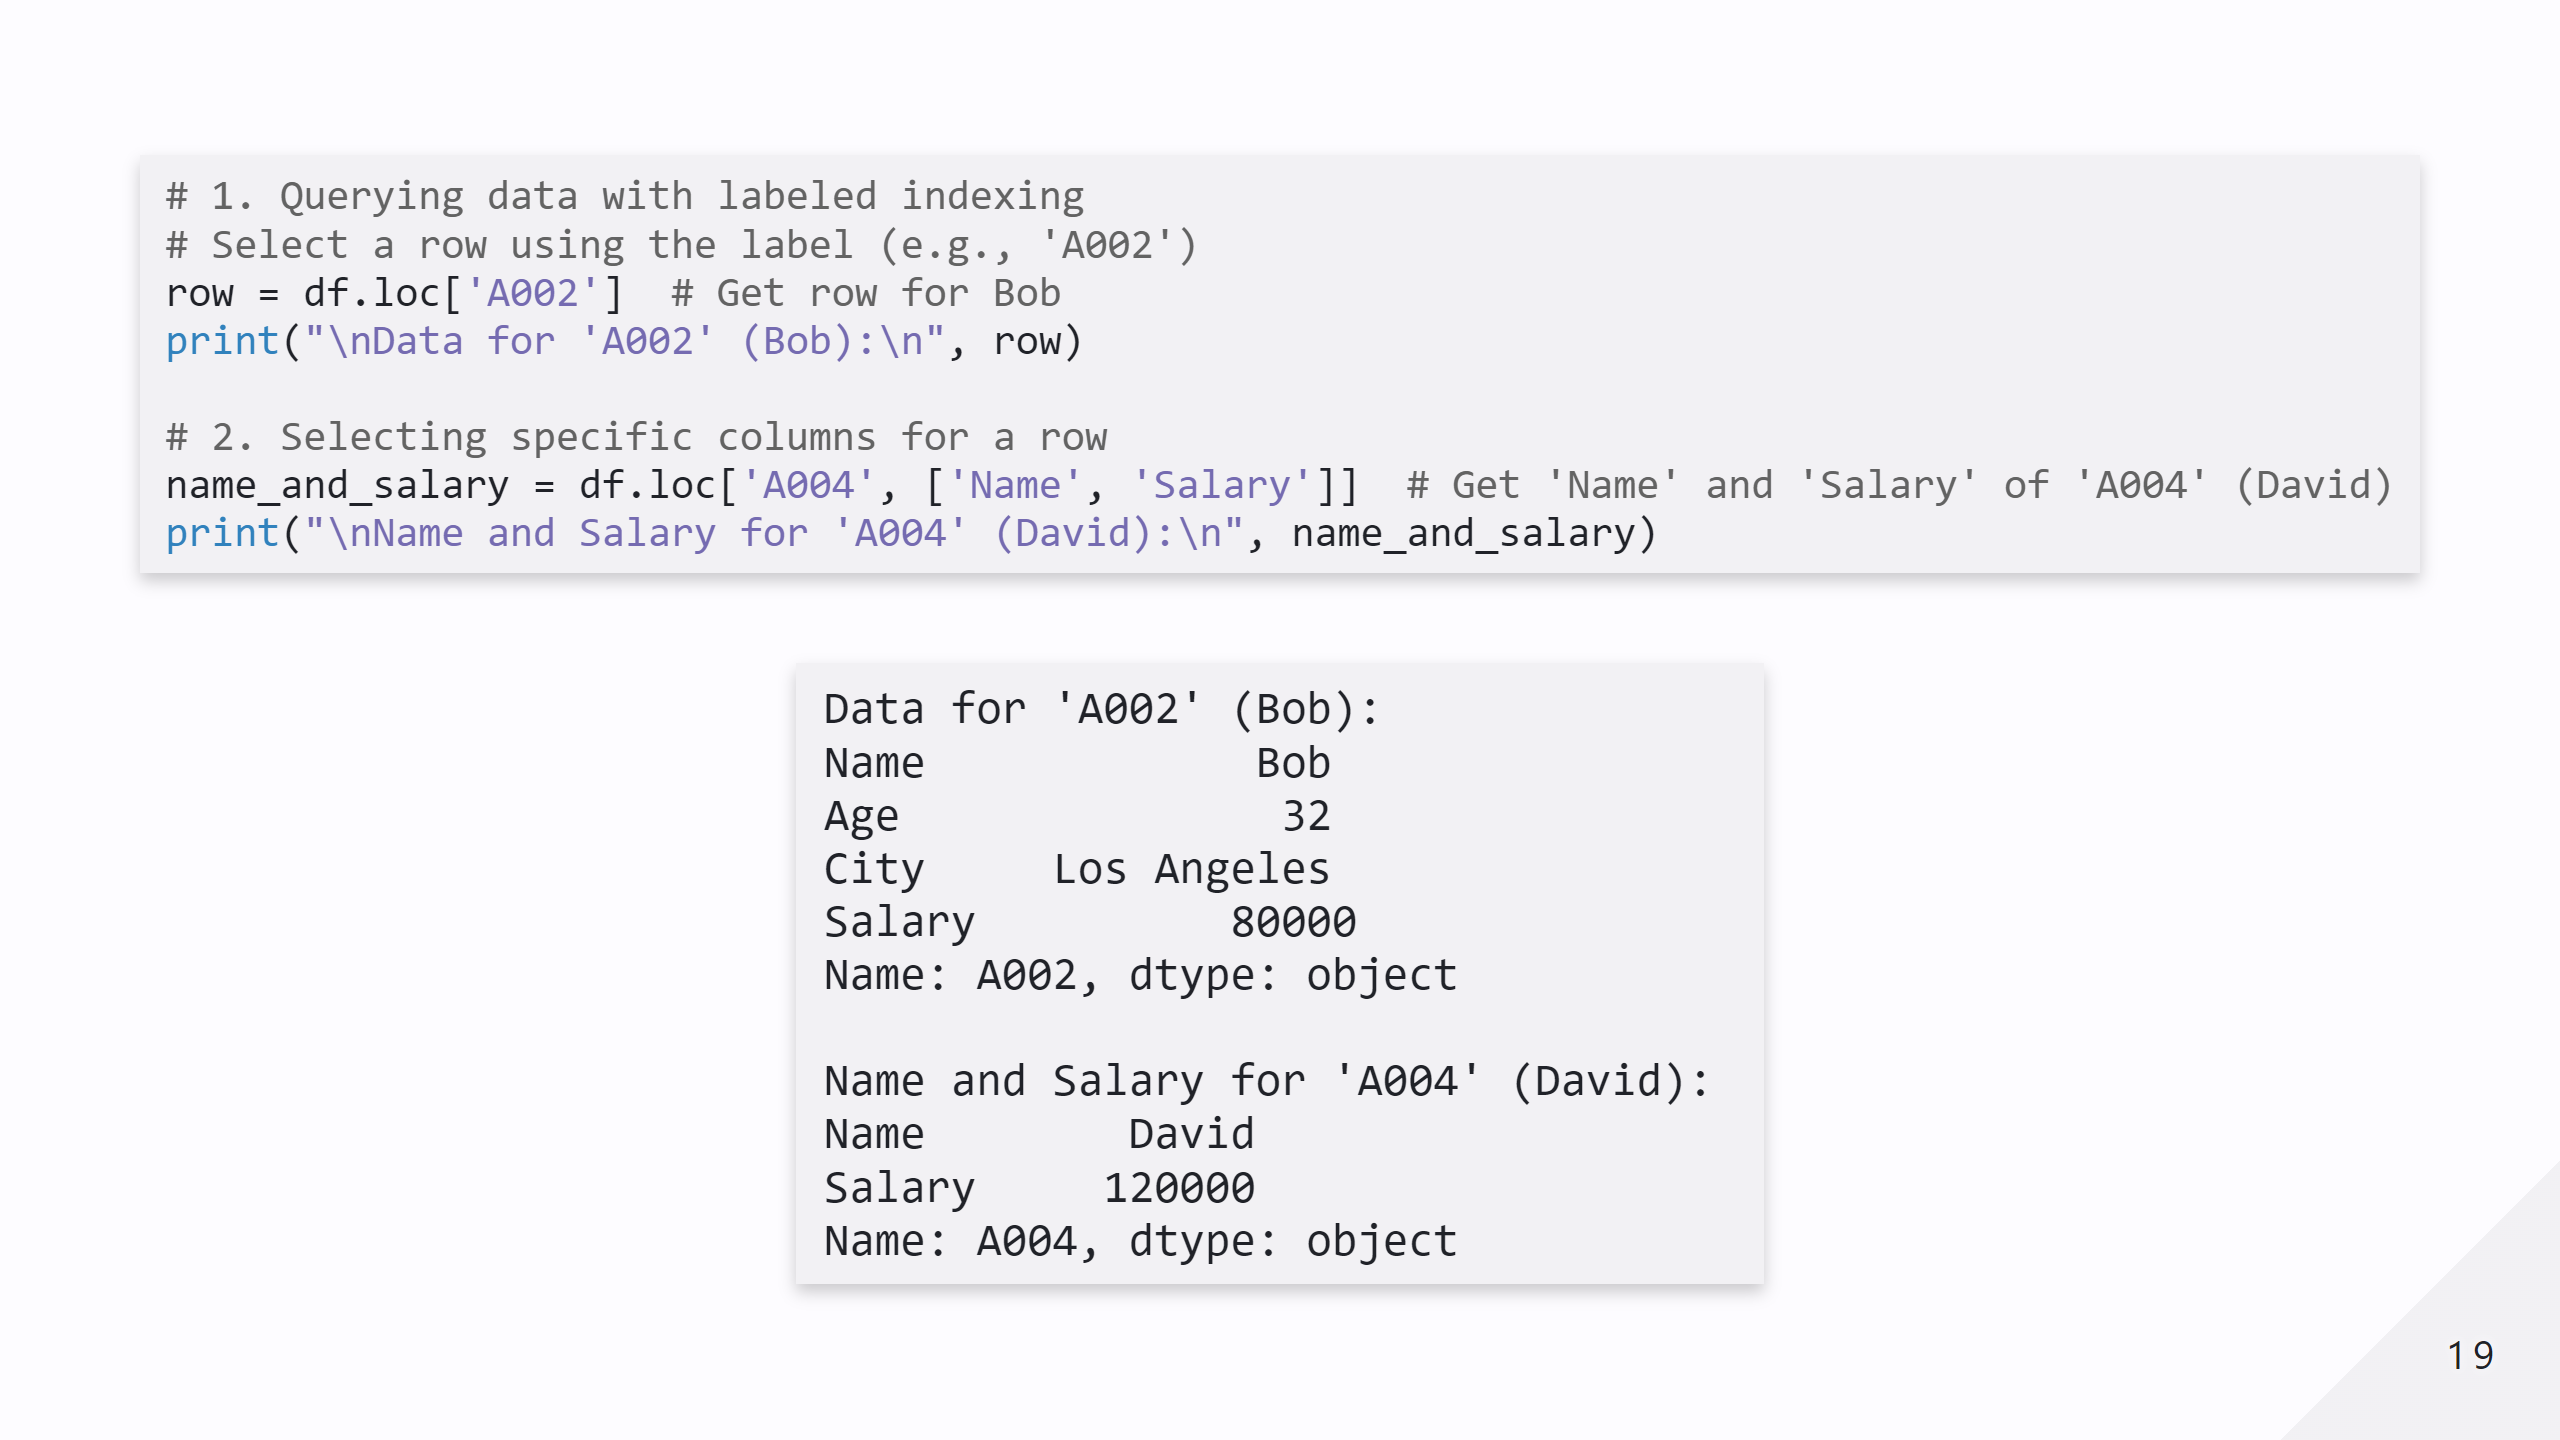 # 1. Querying data with labeled indexing
# Select a row using the label (e.g., 'A002')
row = df.loc['A002']  # Get row for Bob
print("\nData for 'A002' (Bob):\n", row)

# 2. Selecting specific columns for a row
name_and_salary = df.loc['A004', ['Name', 'Salary']]  # Get 'Name' and 'Salary' of 'A004' (David)
print("\nName and Salary for 'A004' (David):\n", name_and_salary)

Data for 'A002' (Bob):
Name             Bob
Age               32
City     Los Angeles
Salary          80000
Name: A002, dtype: object

Name and Salary for 'A004' (David):
Name        David
Salary     120000
Name: A004, dtype: object
19